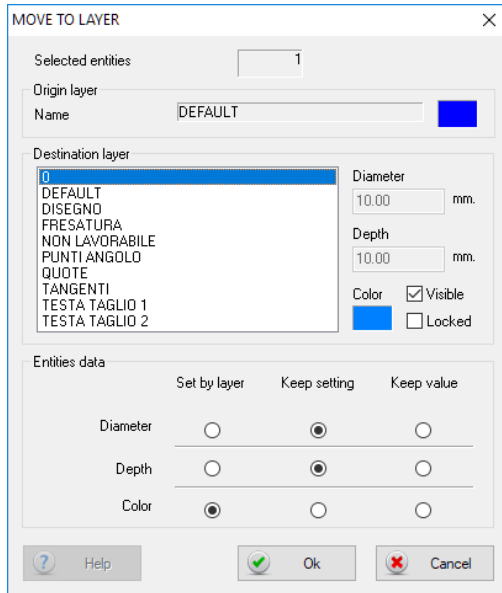 MOVE TO LAYER
Selected entities 1
Origin layer
Name DEFAULT
Destination layer
0
DEFAULT
DISEGNO
FRESATURA
NON LAVORABILE
PUNTI ANGOLO
QUOTE
TANGENTI
TESTA TAGLIO 1
TESTA TAGLIO 2
Diameter
10.00 mm.
Depth
10.00 mm.
Color Visible
Locked
Entities data
Set by layer Keep setting Keep value
Diameter
Depth
Color
? Help Ok Cancel